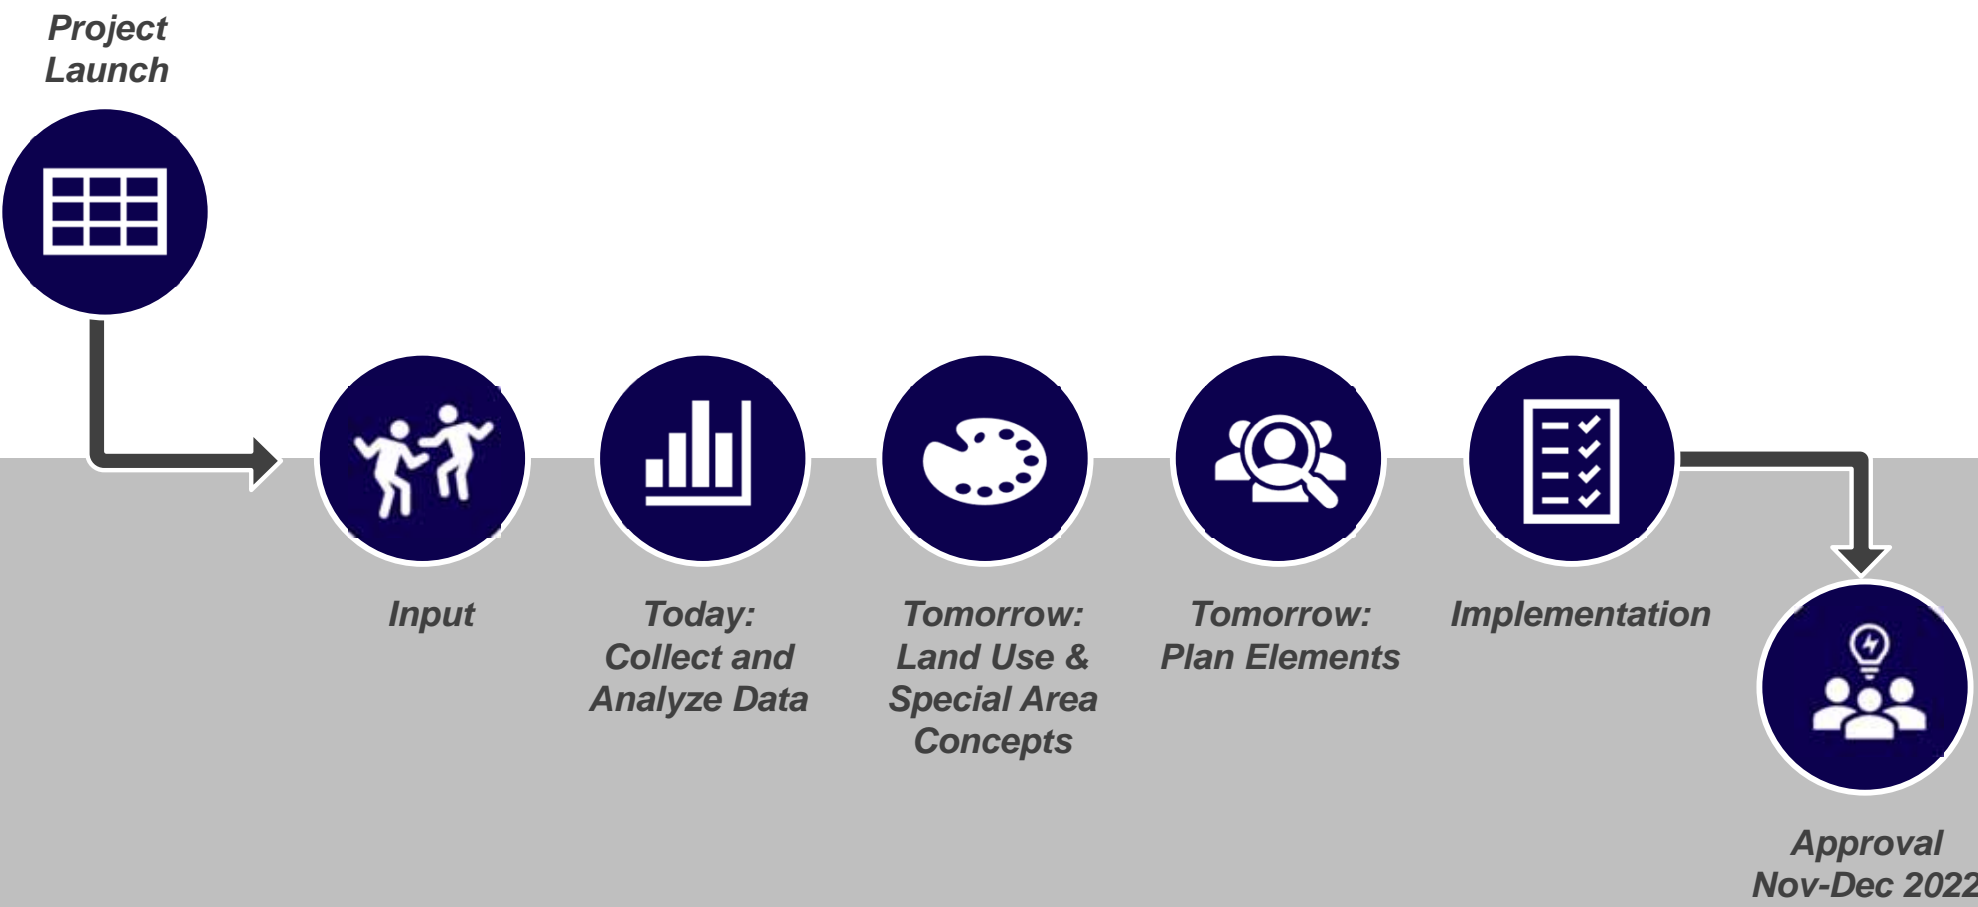 Project
Launch
Input
Today:
Collect and
Analyze Data
Tomorrow:
Land Use &
Special Area
Concepts
Tomorrow:
Plan Elements
Implementation
Approval
Nov-Dec 2022